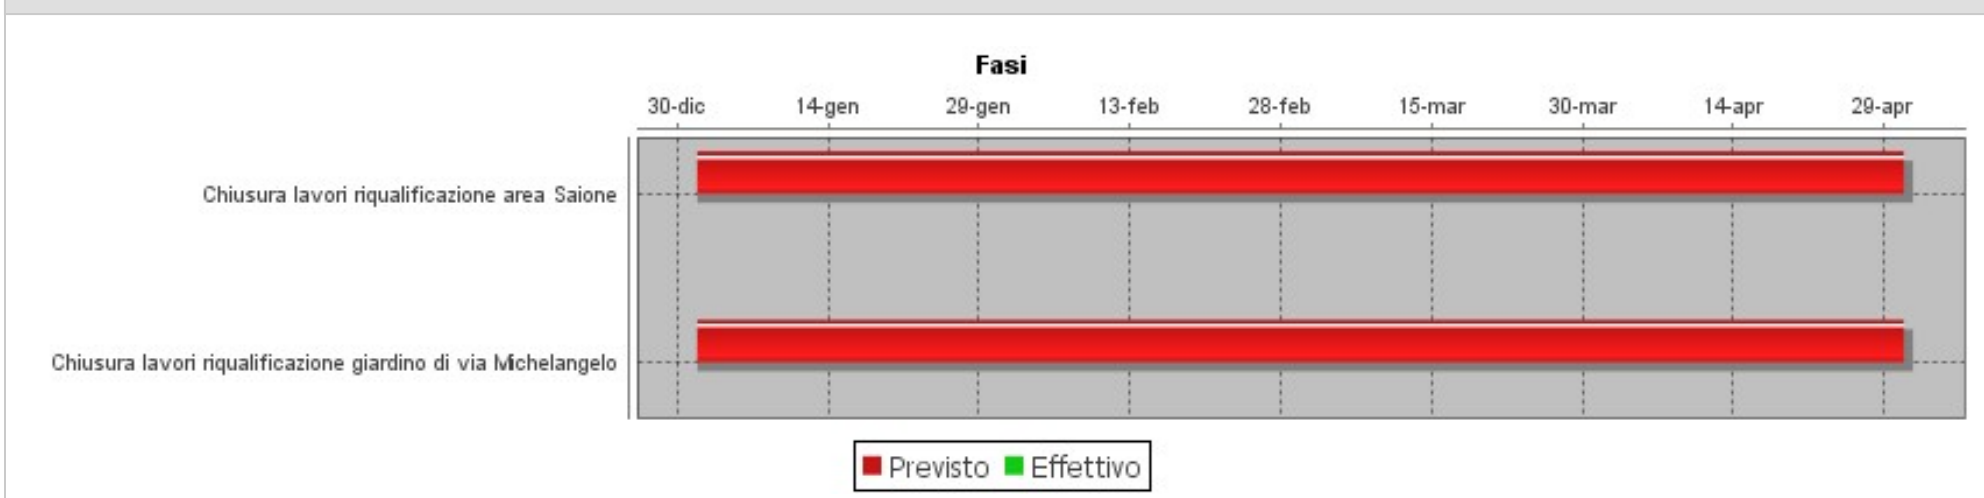 Fasi
30-dic 14-gen 29-gen 13-feb 28-feb 15-mar 30-mar 14-apr 29-apr
Chiusura lavori riqualificazione area Saione
Chiusura lavori riqualificazione giardino di via Michelangelo
Previsto Effettivo